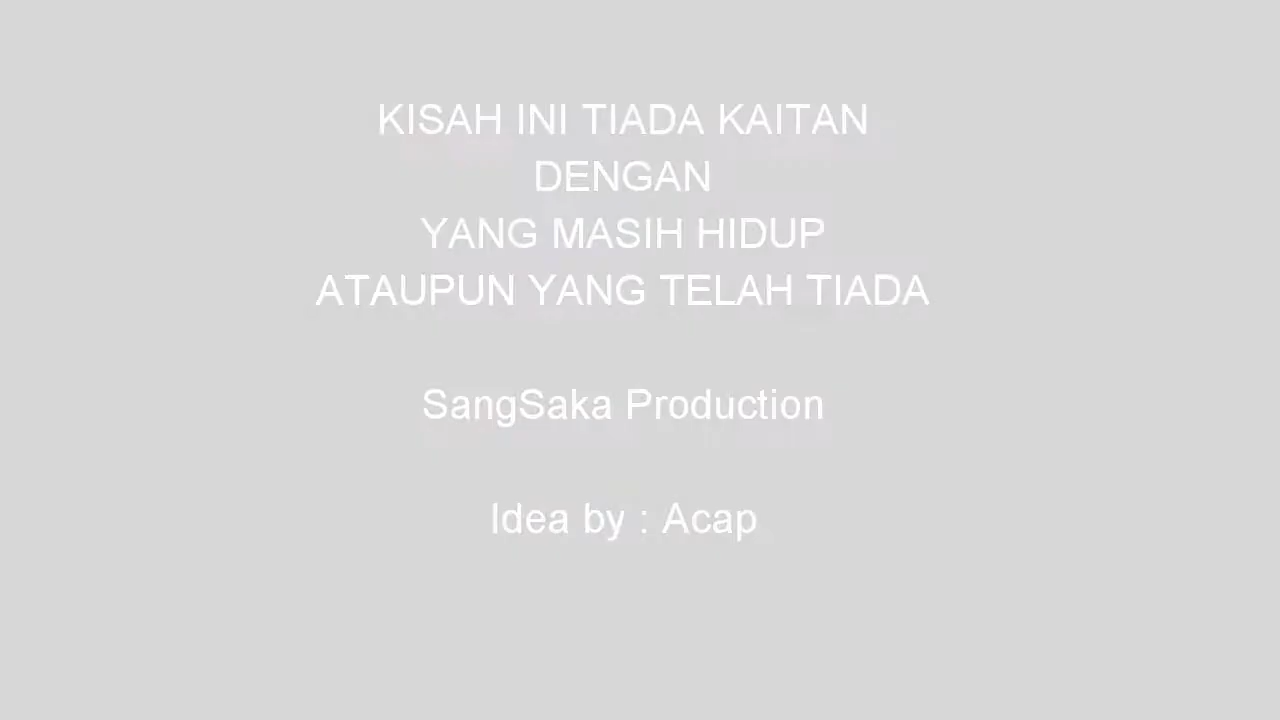 KISAH INI TIADA KAITAN
DENGAN
YANG MASIH HIDUP
ATAUPUN YANG TELAH TIADA
SangSaka Production
Idea by : Acap